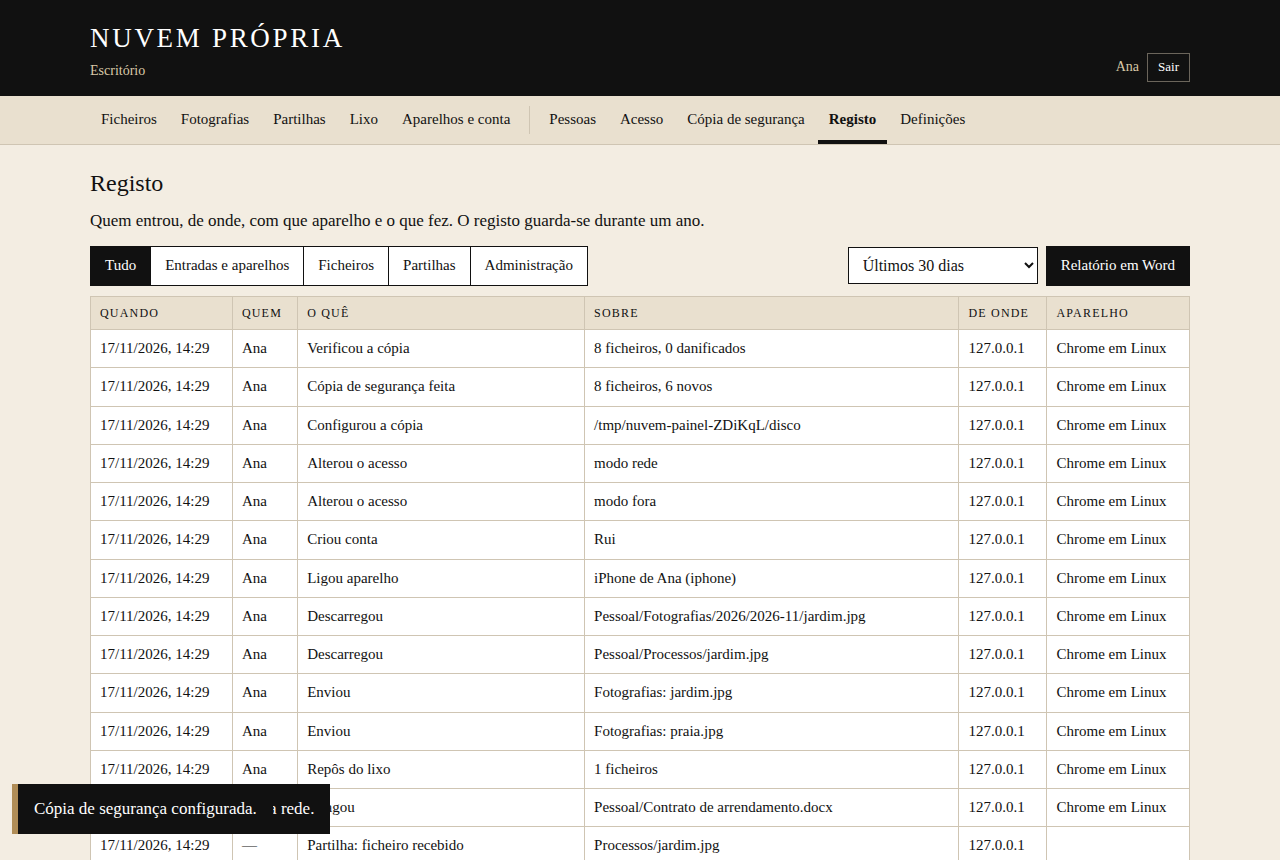 NUVEM PRÓPRIA
Escritório
Ana Sair
Ficheiros Fotografias Partilhas Lixo Aparelhos e conta Pessoas Acesso Cópia de segurança Registo Definições
Registo
Quem entrou, de onde, com que aparelho e o que fez. O registo guarda-se durante um ano.
Tudo Entradas e aparelhos Ficheiros Partilhas Administração Últimos 30 dias Relatório em Word
QUANDO QUEM O QUÊ SOBRE DE ONDE APARELHO
17/11/2026, 14:29 Ana Verificou a cópia 8 ficheiros, 0 danificados 127.0.0.1 Chrome em Linux
17/11/2026, 14:29 Ana Cópia de segurança feita 8 ficheiros, 6 novos 127.0.0.1 Chrome em Linux
17/11/2026, 14:29 Ana Configurou a cópia /tmp/nuvem-painel-ZDiKqL/disco 127.0.0.1 Chrome em Linux
17/11/2026, 14:29 Ana Alterou o acesso modo rede 127.0.0.1 Chrome em Linux
17/11/2026, 14:29 Ana Alterou o acesso modo fora 127.0.0.1 Chrome em Linux
17/11/2026, 14:29 Ana Criou conta Rui 127.0.0.1 Chrome em Linux
17/11/2026, 14:29 Ana Ligou aparelho iPhone de Ana (iphone) 127.0.0.1 Chrome em Linux
17/11/2026, 14:29 Ana Descarregou Pessoal/Fotografias/2026/2026-11/jardim.jpg 127.0.0.1 Chrome em Linux
17/11/2026, 14:29 Ana Descarregou Pessoal/Processos/jardim.jpg 127.0.0.1 Chrome em Linux
17/11/2026, 14:29 Ana Enviou Fotografias: jardim.jpg 127.0.0.1 Chrome em Linux
17/11/2026, 14:29 Ana Enviou Fotografias: praia.jpg 127.0.0.1 Chrome em Linux
17/11/2026, 14:29 Ana Repôs do lixo 1 ficheiros 127.0.0.1 Chrome em Linux
Cópia de segurança configurada. rede. Pessoal/Contrato de arrendamento.docx 127.0.0.1 Chrome em Linux
17/11/2026, 14:29 — Partilha: ficheiro recebido Processos/jardim.jpg 127.0.0.1